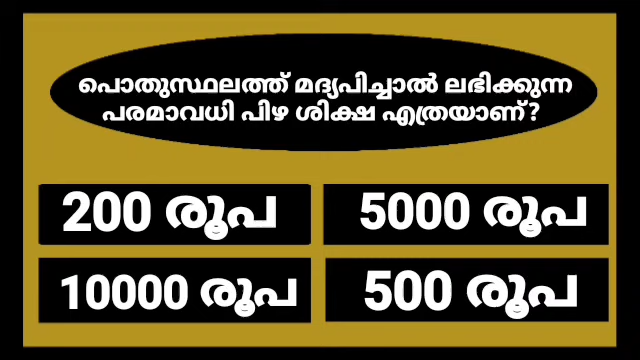 പൊതുസ്ഥലത്ത് മദ്യപിച്ചാൽ ലഭിക്കുന്ന
പരമാവധി പിഴ ശിക്ഷ എത്രയാണ്?
200 രൂപ
5000 രൂപ
10000 രൂപ
500 രൂപ